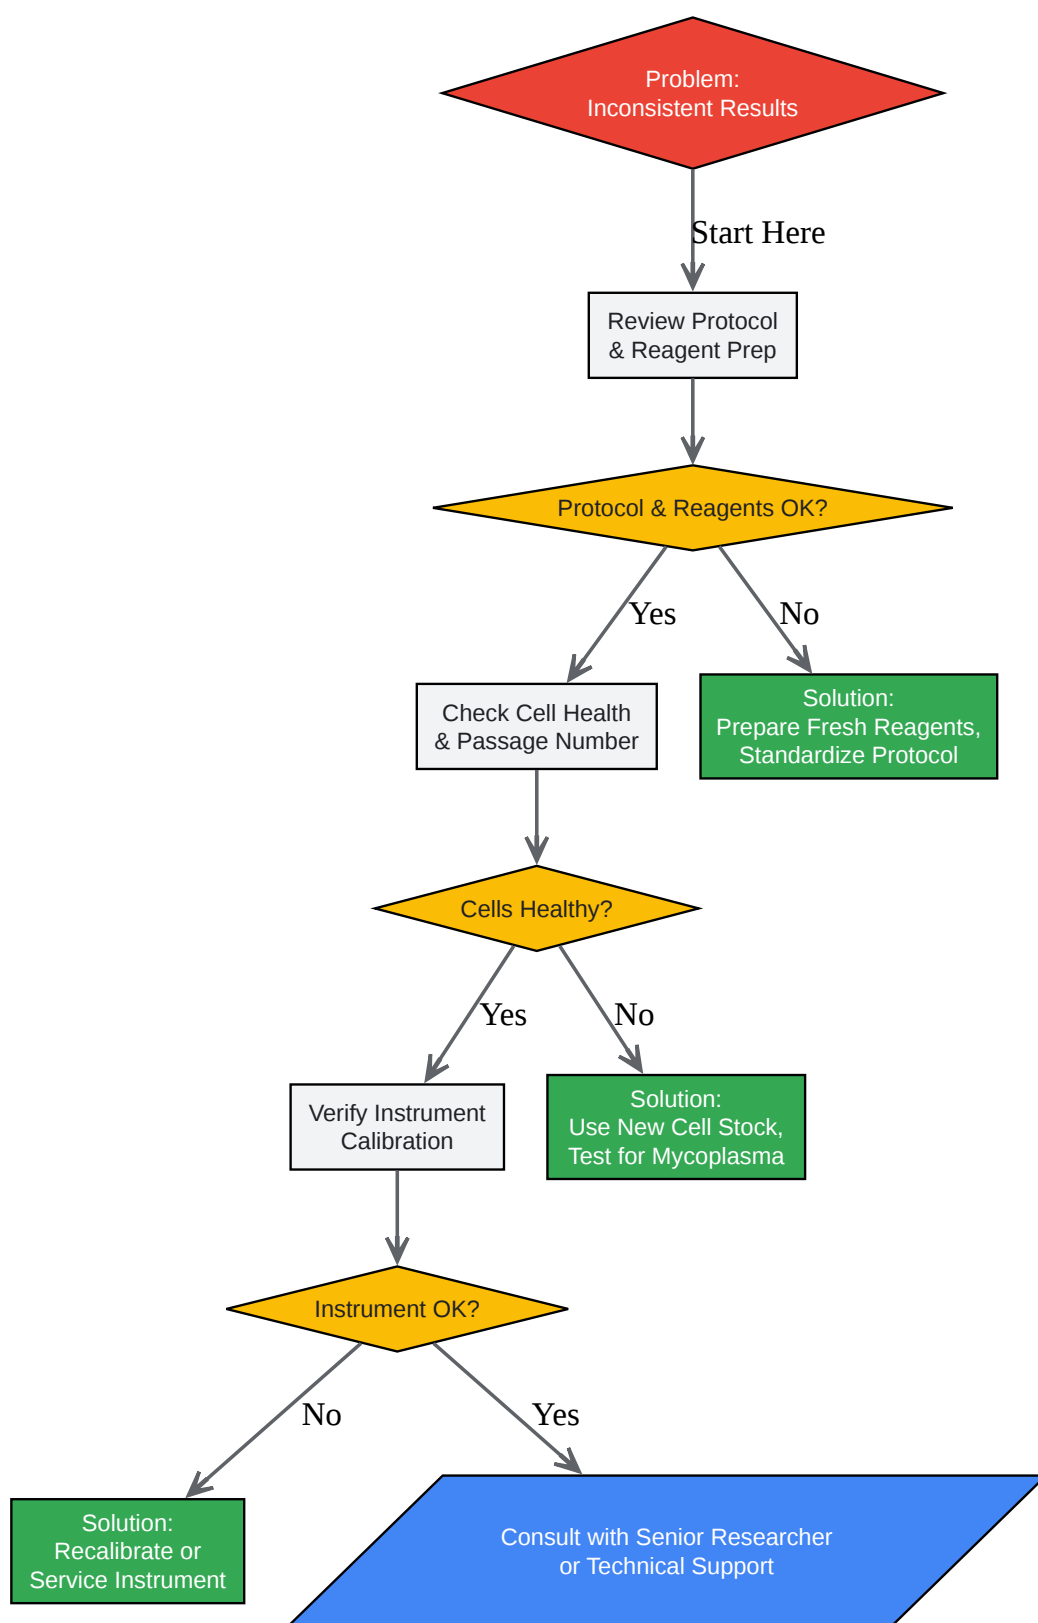 Problem:
Inconsistent Results
Start Here
Review Protocol
& Reagent Prep
Protocol & Reagents OK?
Yes
No
Check Cell Health
& Passage Number
Solution:
Prepare Fresh Reagents,
Standardize Protocol
Cells Healthy?
Yes
No
Verify Instrument
Calibration
Solution:
Use New Cell Stock,
Test for Mycoplasma
Instrument OK?
No
Yes
Solution:
Recalibrate or
Service Instrument
Consult with Senior Researcher
or Technical Support